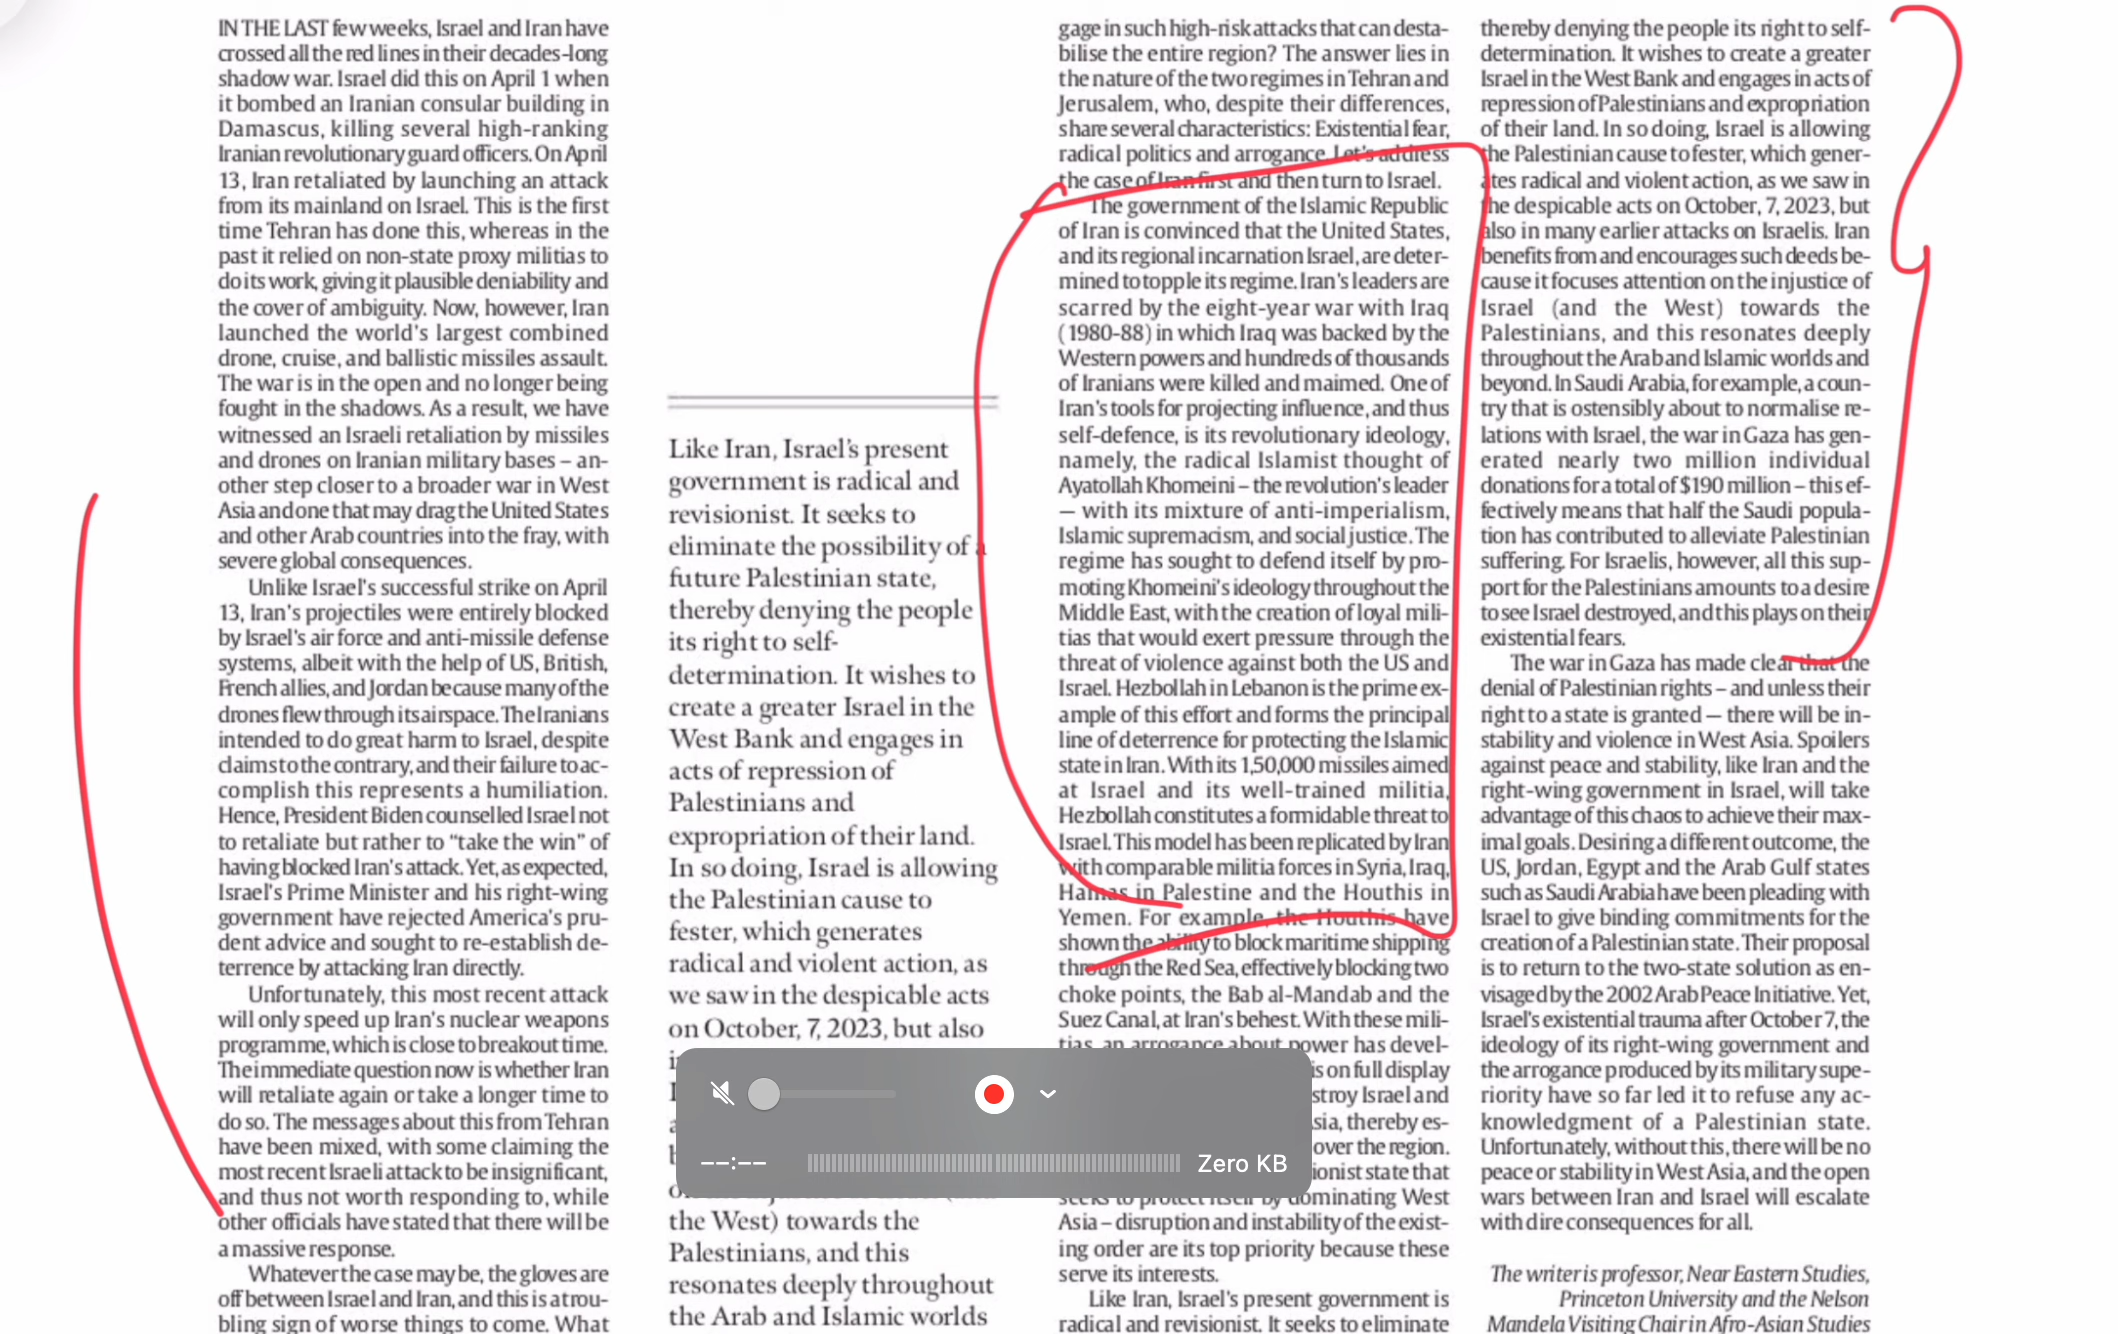 IN THE LAST few weeks, Israel and Iran have
crossed all the red lines in their decades-long
shadow war. Israel did this on April 1 when
it bombed an Iranian consular building in
Damascus, killing several high-ranking
Iranian revolutionary guard officers. On April
13, Iran retaliated by launching an attack
from its mainland on Israel. This is the first
time Tehran has done this, whereas in the
past it relied on non-state proxy militias to
do its work, giving it plausible deniability and
the cover of ambiguity. Now, however, Iran
launched the world's largest combined
drone, cruise, and ballistic missiles assault.
The war is in the open and no longer being
fought in the shadows. As a result, we have
witnessed an Israeli retaliation by missiles
and drones on Iranian military bases – an-
other step closer to a broader war in West
Asia and one that may drag the United States
and other Arab countries into the fray, with
severe global consequences.
Unlike Israel's successful strike on April
13, Iran's projectiles were entirely blocked
by Israel's air force and anti-missile defense
systems, albeit with the help of US, British,
French allies, and Jordan because many of the
drones flew through its airspace. The Iranians
intended to do great harm to Israel, despite
claims to the contrary, and their failure to ac-
complish this represents a humiliation.
Hence, President Biden counselled Israel not
to retaliate but rather to “take the win” of
having blocked Iran's attack. Yet, as expected,
Israel's Prime Minister and his right-wing
government have rejected America's pru-
dent advice and sought to re-establish de-
terrence by attacking Iran directly.
Unfortunately, this most recent attack
will only speed up Iran's nuclear weapons
programme, which is close to breakout time.
The immediate question now is whether Iran
will retaliate again or take a longer time to
do so. The messages about this from Tehran
have been mixed, with some claiming the
most recent Israeli attack to be insignificant,
and thus not worth responding to, while
other officials have stated that there will be
a massive response.
Whatever the case may be, the gloves are
off between Israel and Iran, and this is a trou-
bling sign of worse things to come. What
Like Iran, Israel's present
government is radical and
revisionist. It seeks to
eliminate the possibility of a
future Palestinian state,
thereby denying the people
its right to self-
determination. It wishes to
create a greater Israel in the
West Bank and engages in
acts of repression of
Palestinians and
expropriation of their land.
In so doing, Israel is allowing
the Palestinian cause to
fester, which generates
radical and violent action, as
we saw in the despicable acts
on October, 7, 2023, but also
the West) towards the
Palestinians, and this
resonates deeply throughout
the Arab and Islamic worlds
--:--
Zero KB
gage in such high-risk attacks that can desta-
bilise the entire region? The answer lies in
the nature of the two regimes in Tehran and
Jerusalem, who, despite their differences,
share several characteristics: Existential fear,
radical politics and arrogance. Let's address
the case of Iran first and then turn to Israel.
The government of the Islamic Republic
of Iran is convinced that the United States,
and its regional incarnation Israel, are deter-
mined to topple its regime. Iran's leaders are
scarred by the eight-year war with Iraq
(1980-88) in which Iraq was backed by the
Western powers and hundreds of thousands
of Iranians were killed and maimed. One of
Iran's tools for projecting influence, and thus
self-defence, is its revolutionary ideology,
namely, the radical Islamist thought of
Ayatollah Khomeini – the revolution's leader
— with its mixture of anti-imperialism,
Islamic supremacism, and social justice. The
regime has sought to defend itself by pro-
moting Khomeini's ideology throughout the
Middle East, with the creation of loyal mili-
tias that would exert pressure through the
threat of violence against both the US and
Israel. Hezbollah in Lebanon is the prime ex-
ample of this effort and forms the principal
line of deterrence for protecting the Islamic
state in Iran. With its 1,50,000 missiles aimed
at Israel and its well-trained militia,
Hezbollah constitutes a formidable threat to
Israel. This model has been replicated by Iran
with comparable militia forces in Syria, Iraq,
Hamas in Palestine and the Houthis in
Yemen. For example, the Houthis have
shown the ability to block maritime shipping
through the Red Sea, effectively blocking two
choke points, the Bab al-Mandab and the
Suez Canal, at Iran's behest. With these mili-
tias, an arrogance about power has devel-
is on full display
stroy Israel and
sia, thereby es-
over the region.
ionist state that
seeks to protect itself by dominating West
Asia – disruption and instability of the exist-
ing order are its top priority because these
serve its interests.
Like Iran, Israel's present government is
radical and revisionist. It seeks to eliminate
thereby denying the people its right to self-
determination. It wishes to create a greater
Israel in the West Bank and engages in acts of
repression of Palestinians and expropriation
of their land. In so doing, Israel is allowing
the Palestinian cause to fester, which gener-
ates radical and violent action, as we saw in
the despicable acts on October, 7, 2023, but
also in many earlier attacks on Israelis. Iran
benefits from and encourages such deeds be-
cause it focuses attention on the injustice of
Israel (and the West) towards the
Palestinians, and this resonates deeply
throughout the Arab and Islamic worlds and
beyond. In Saudi Arabia, for example, a coun-
try that is ostensibly about to normalise re-
lations with Israel, the war in Gaza has gen-
erated nearly two million individual
donations for a total of $190 million – this ef-
fectively means that half the Saudi popula-
tion has contributed to alleviate Palestinian
suffering. For Israelis, however, all this sup-
port for the Palestinians amounts to a desire
to see Israel destroyed, and this plays on their
existential fears.
The war in Gaza has made clear that the
denial of Palestinian rights – and unless their
right to a state is granted — there will be in-
stability and violence in West Asia. Spoilers
against peace and stability, like Iran and the
right-wing government in Israel, will take
advantage of this chaos to achieve their max-
imal goals. Desiring a different outcome, the
US, Jordan, Egypt and the Arab Gulf states
such as Saudi Arabia have been pleading with
Israel to give binding commitments for the
creation of a Palestinian state. Their proposal
is to return to the two-state solution as en-
visaged by the 2002 Arab Peace Initiative. Yet,
Israel's existential trauma after October 7, the
ideology of its right-wing government and
the arrogance produced by its military supe-
riority have so far led it to refuse any ac-
knowledgment of a Palestinian state.
Unfortunately, without this, there will be no
peace or stability in West Asia, and the open
wars between Iran and Israel will escalate
with dire consequences for all.
The writer is professor, Near Eastern Studies,
Princeton University and the Nelson
Mandela Visiting Chair in Afro-Asian Studies